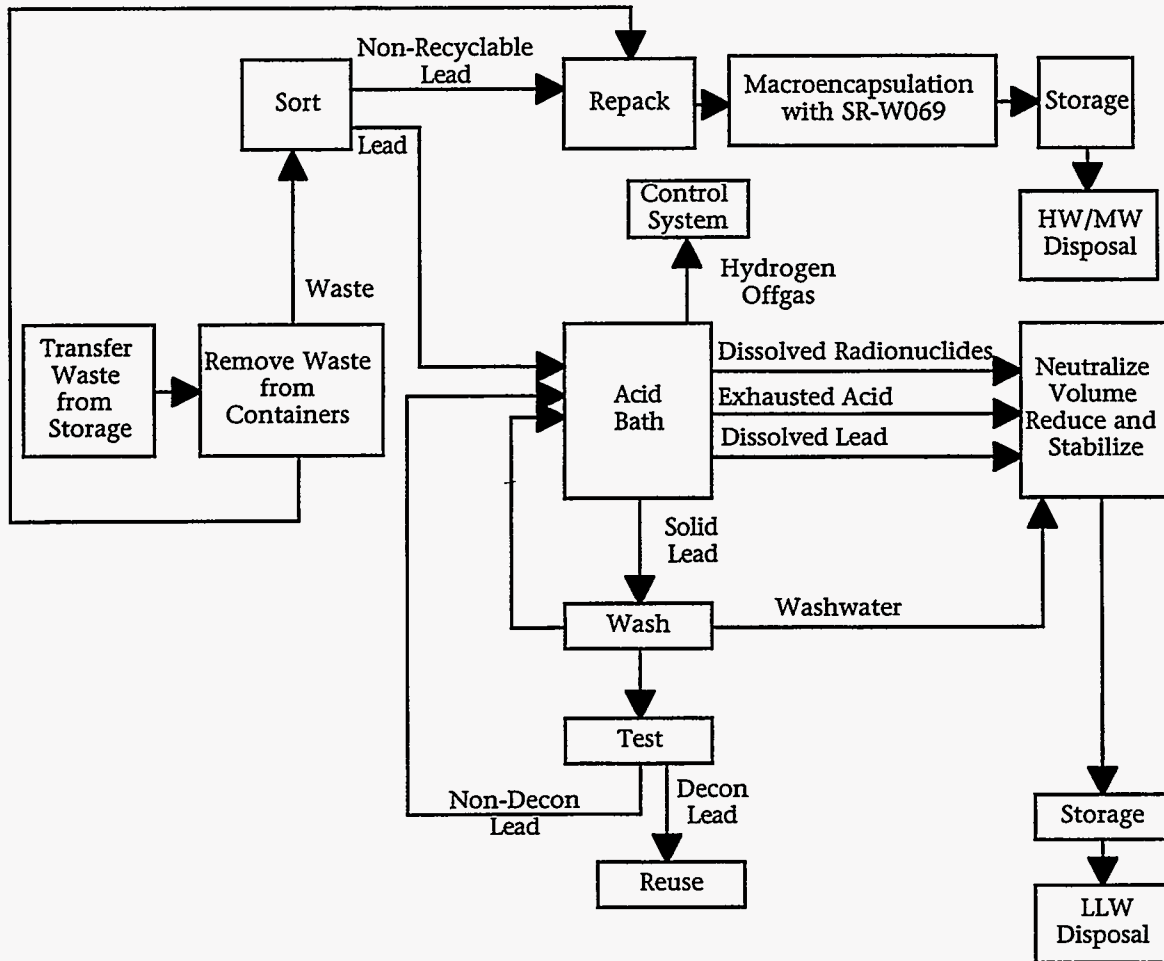 Non-Recyclable
Lead
Sort
Lead
Repack
Macroencapsulation
with SR-W069
Storage
HW/MW
Disposal
Control
System
Hydrogen
Offgas
Waste
Transfer
Waste
from
Storage
Remove Waste
from
Containers
Acid
Bath
Dissolved Radionuclides
Exhausted Acid
Dissolved Lead
Neutralize
Volume
Reduce and
Stabilize
Solid
Lead
Wash
Washwater
Test
Non-Decon
Lead
Decon
Lead
Reuse
Storage
LLW
Disposal